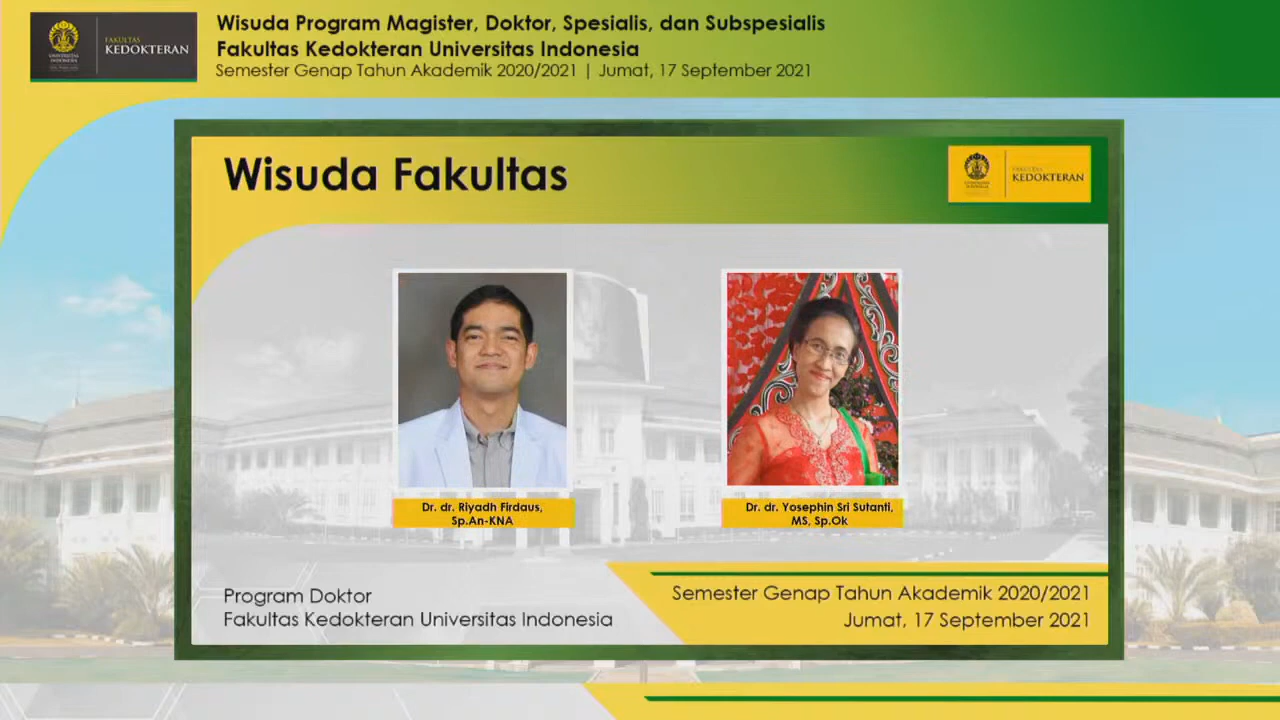 FAKULTAS
KEDOKTERAN
UNIVERSITAS
INDONESIA
Wisuda Program Magister, Doktor, Spesialis, dan Subspesialis
Fakultas Kedokteran Universitas Indonesia
Semester Genap Tahun Akademik 2020/2021 | Jumat, 17 September 2021
Wisuda Fakultas
FAKULTAS
KEDOKTERAN
Dr. dr. Riyadh Firdaus,
Sp.An-KNA
Dr. dr. Yosephin Sri Sutanti,
MS, Sp.Ok
Program Doktor
Fakultas Kedokteran Universitas Indonesia
Semester Genap Tahun Akademik 2020/2021
Jumat, 17 September 2021